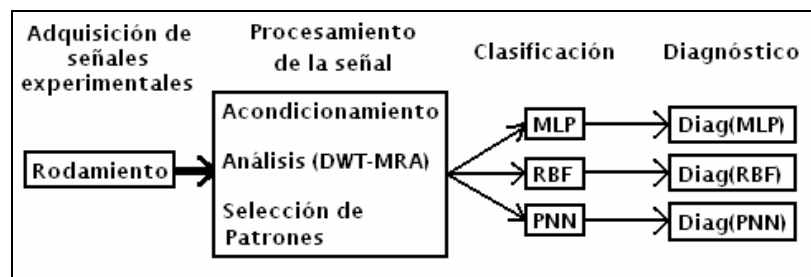 Adquisición de
señales
experimentales
Procesamiento
de la señal
Clasificación
Diagnóstico
Rodamiento
Acondicionamiento
Análisis (DWT-MRA)
Selección de
Patrones
MLP
RBF
PNN
Diag(MLP)
Diag(RBF)
Diag(PNN)